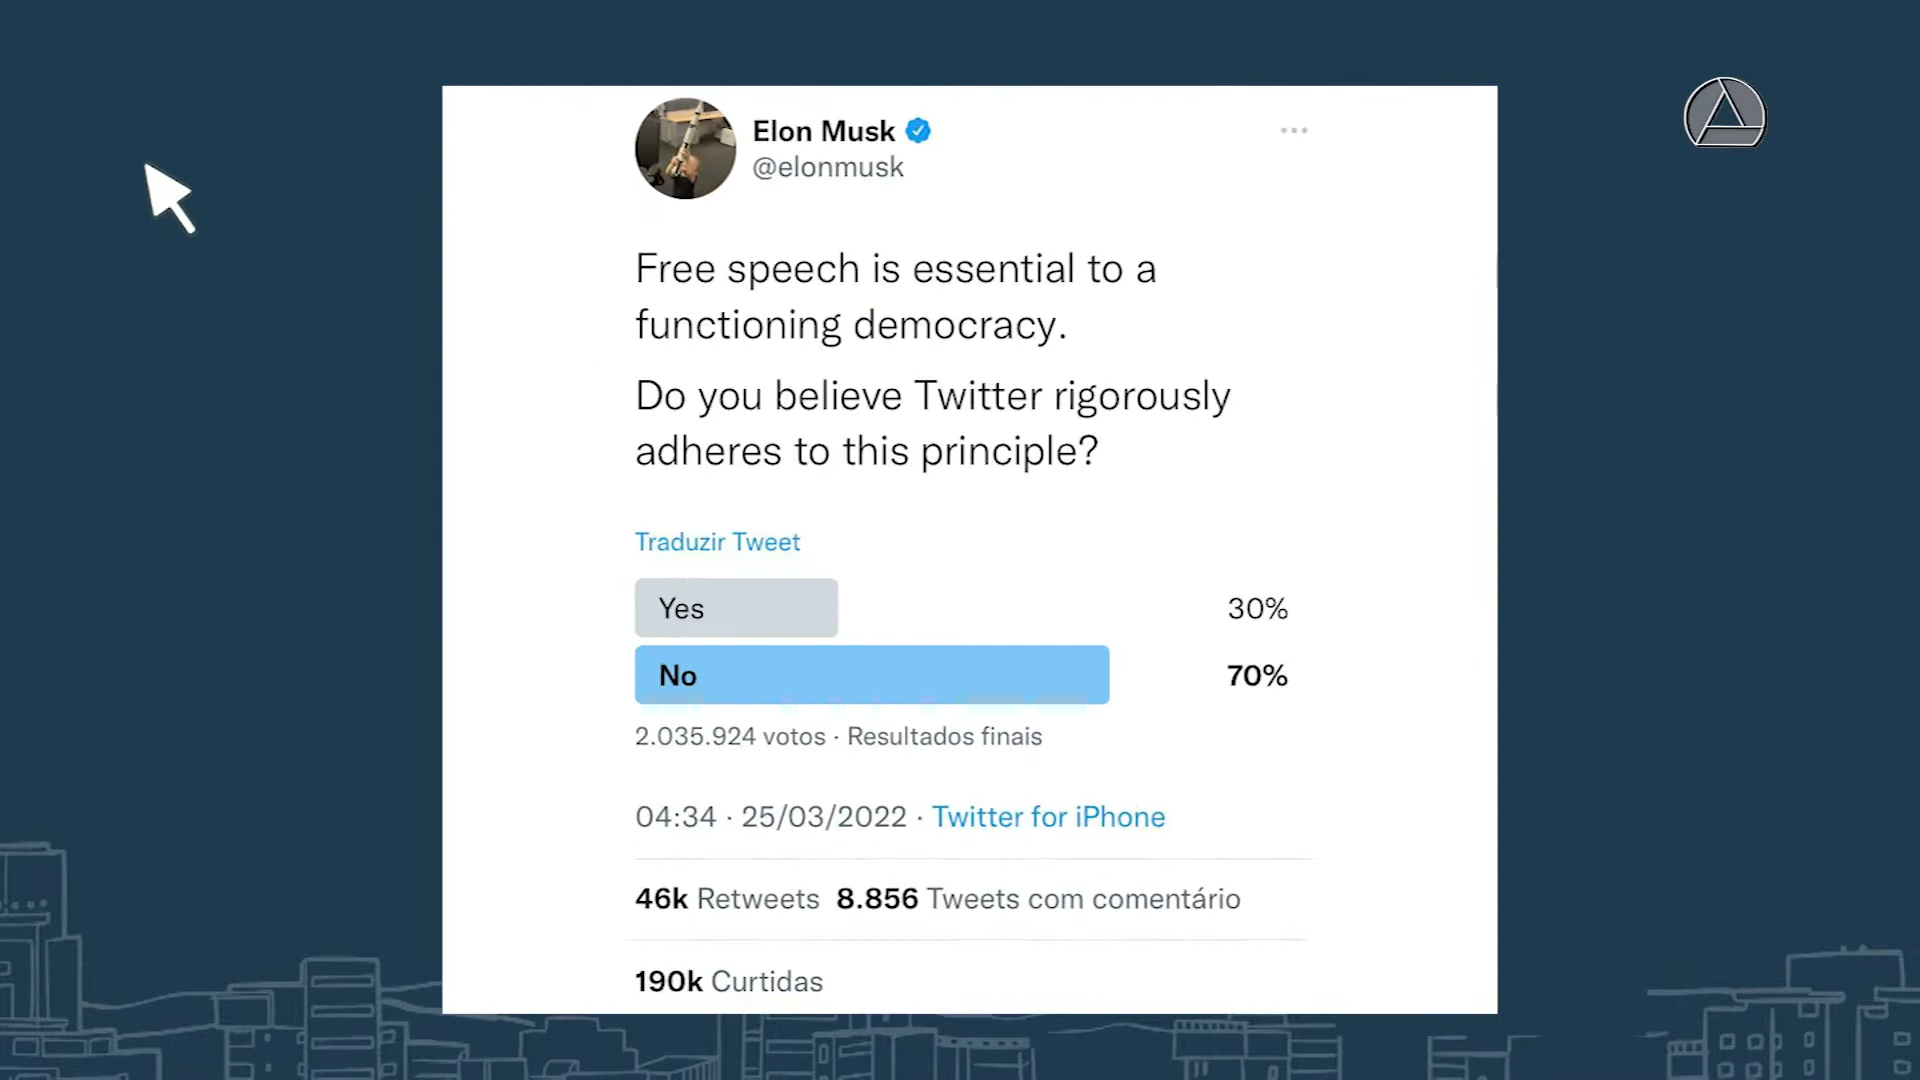 Elon Musk
@elonmusk
Free speech is essential to a
functioning democracy.
Do you believe Twitter rigorously
adheres to this principle?
Traduzir Tweet
Yes 30%
No 70%
2.035.924 votos · Resultados finais
04:34 · 25/03/2022 · Twitter for iPhone
46k Retweets 8.856 Tweets com comentário
190k Curtidas